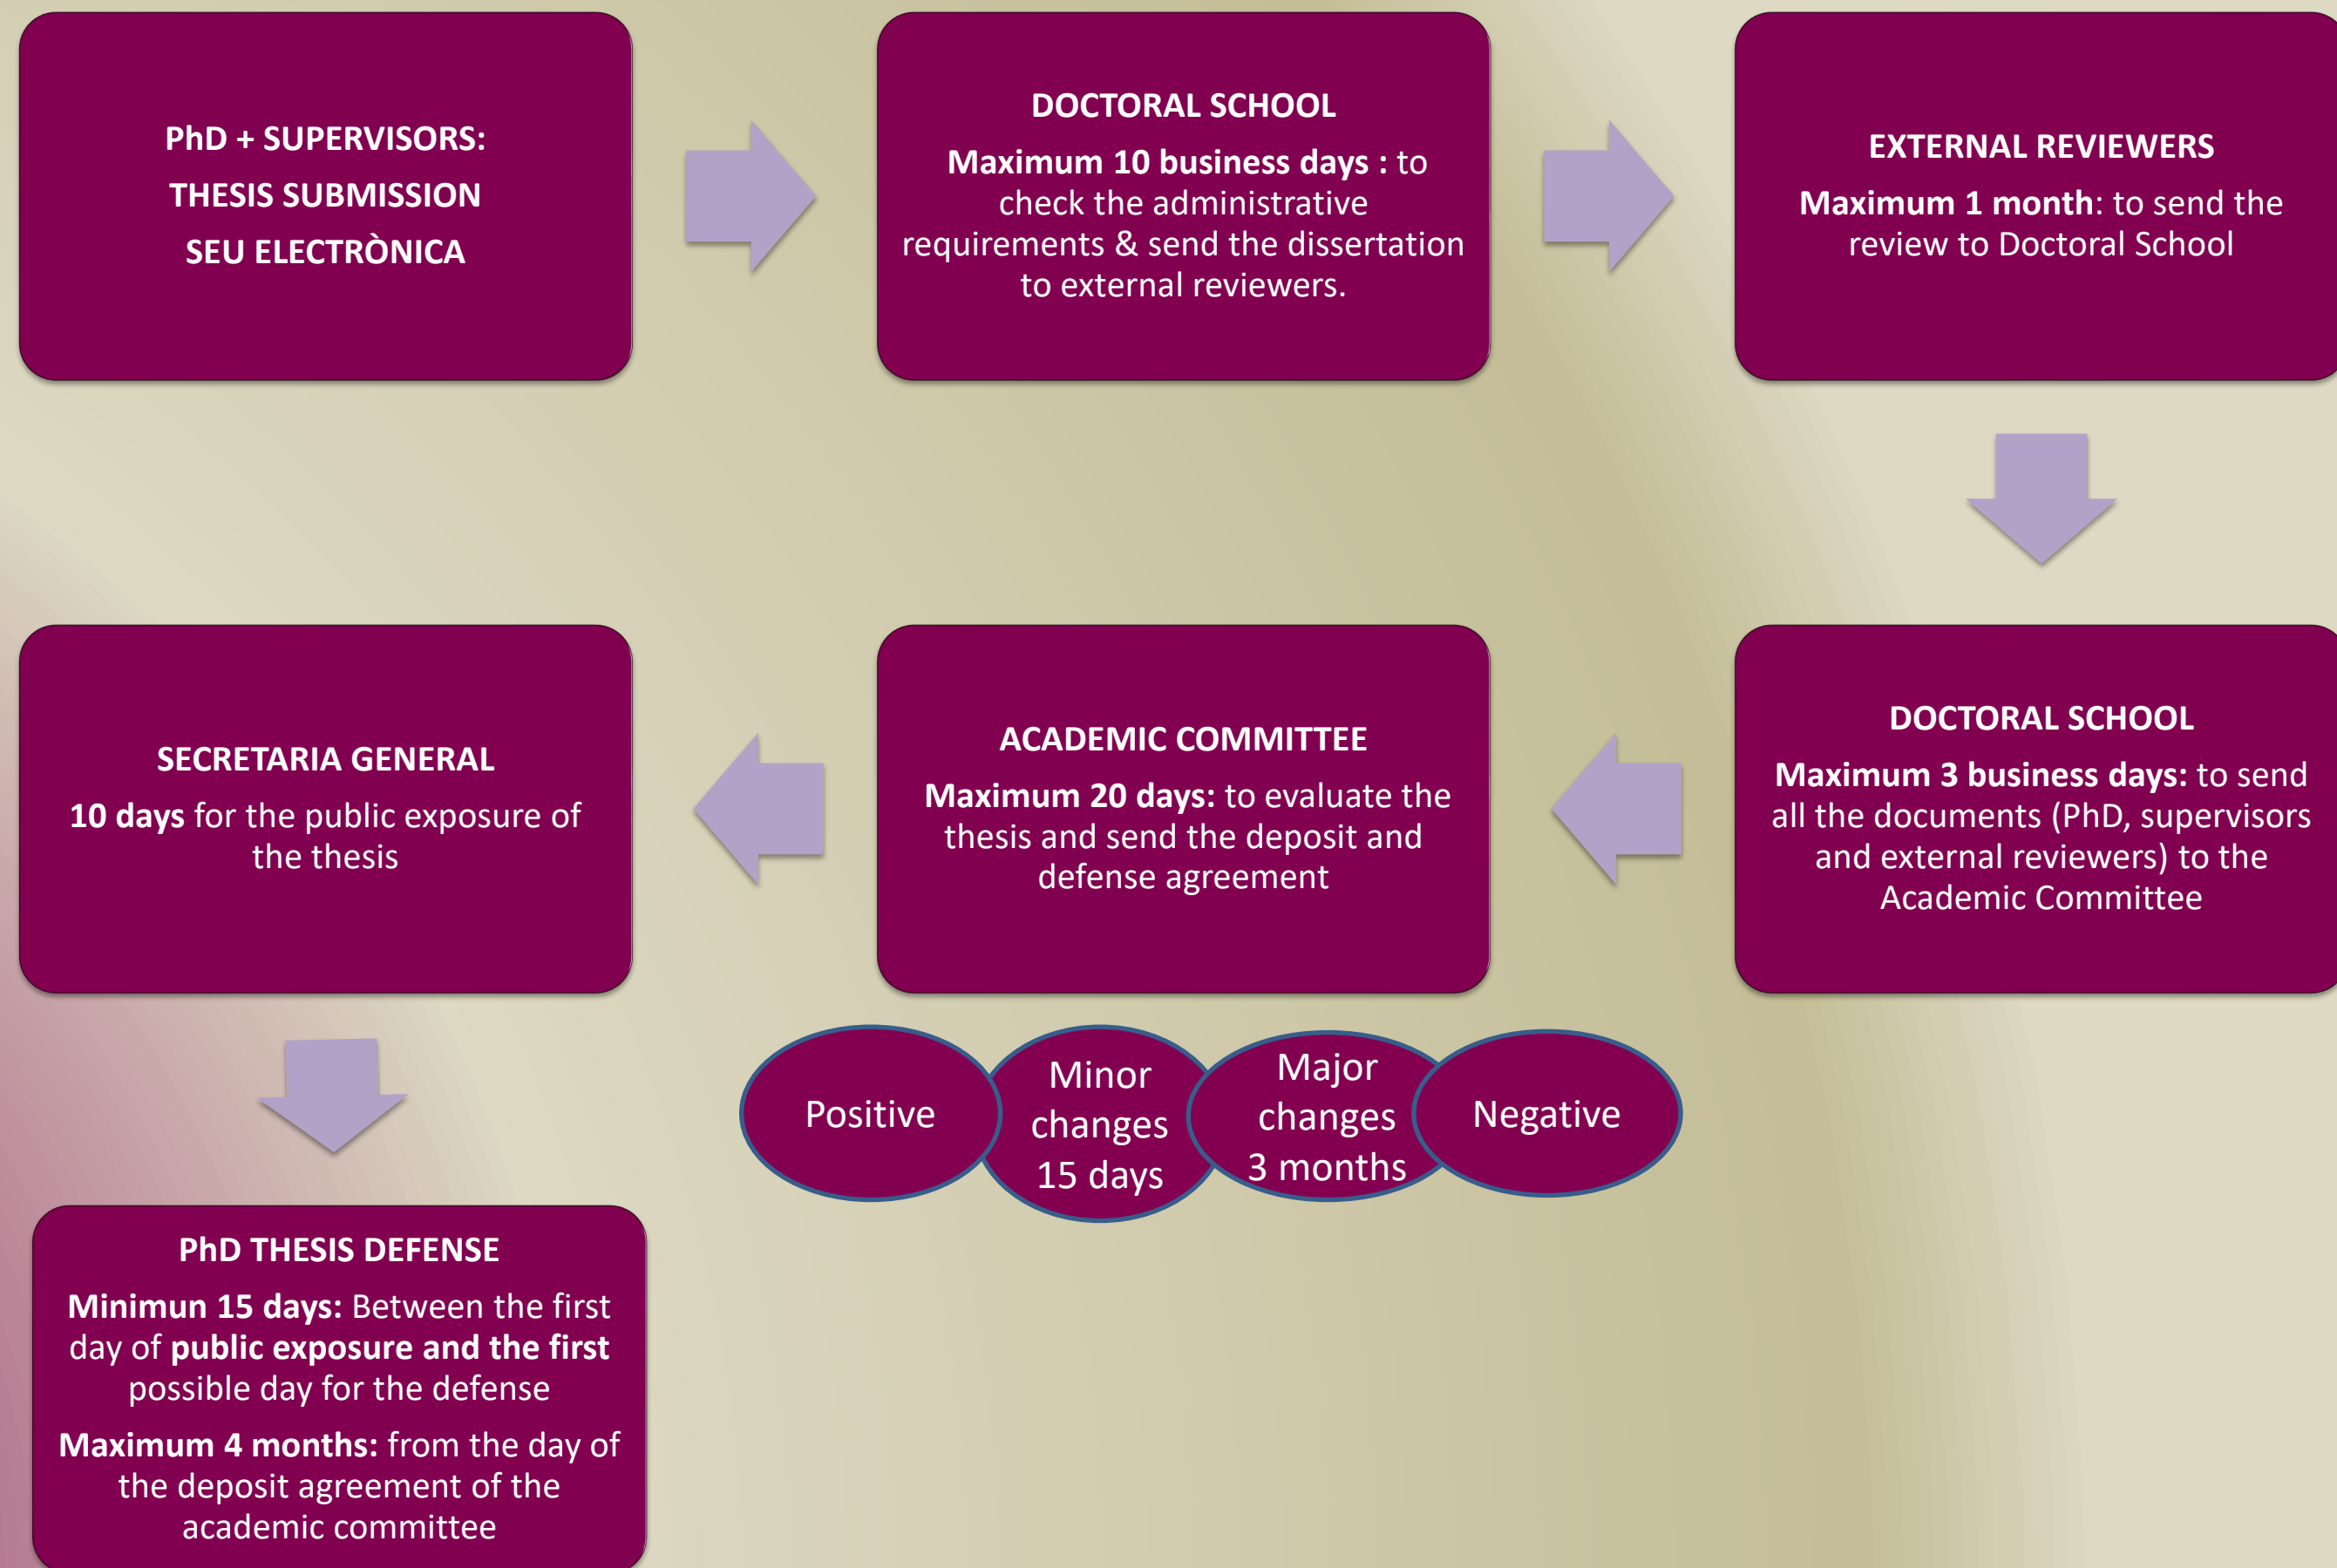 PhD + SUPERVISORS:
THESIS SUBMISSION
SEU ELECTRÒNICA
DOCTORAL SCHOOL
Maximum 10 business days : to
check the administrative
requirements & send the dissertation
to external reviewers.
EXTERNAL REVIEWERS
Maximum 1 month: to send the
review to Doctoral School
DOCTORAL SCHOOL
Maximum 3 business days: to send
all the documents (PhD, supervisors
and external reviewers) to the
Academic Committee
ACADEMIC COMMITTEE
Maximum 20 days: to evaluate the
thesis and send the deposit and
defense agreement
Positive
Minor
changes
15 days
Major
changes
3 months
Negative
SECRETARIA GENERAL
10 days for the public exposure of
the thesis
PhD THESIS DEFENSE
Minimun 15 days: Between the first
day of public exposure and the first
possible day for the defense
Maximum 4 months: from the day of
the deposit agreement of the
academic committee